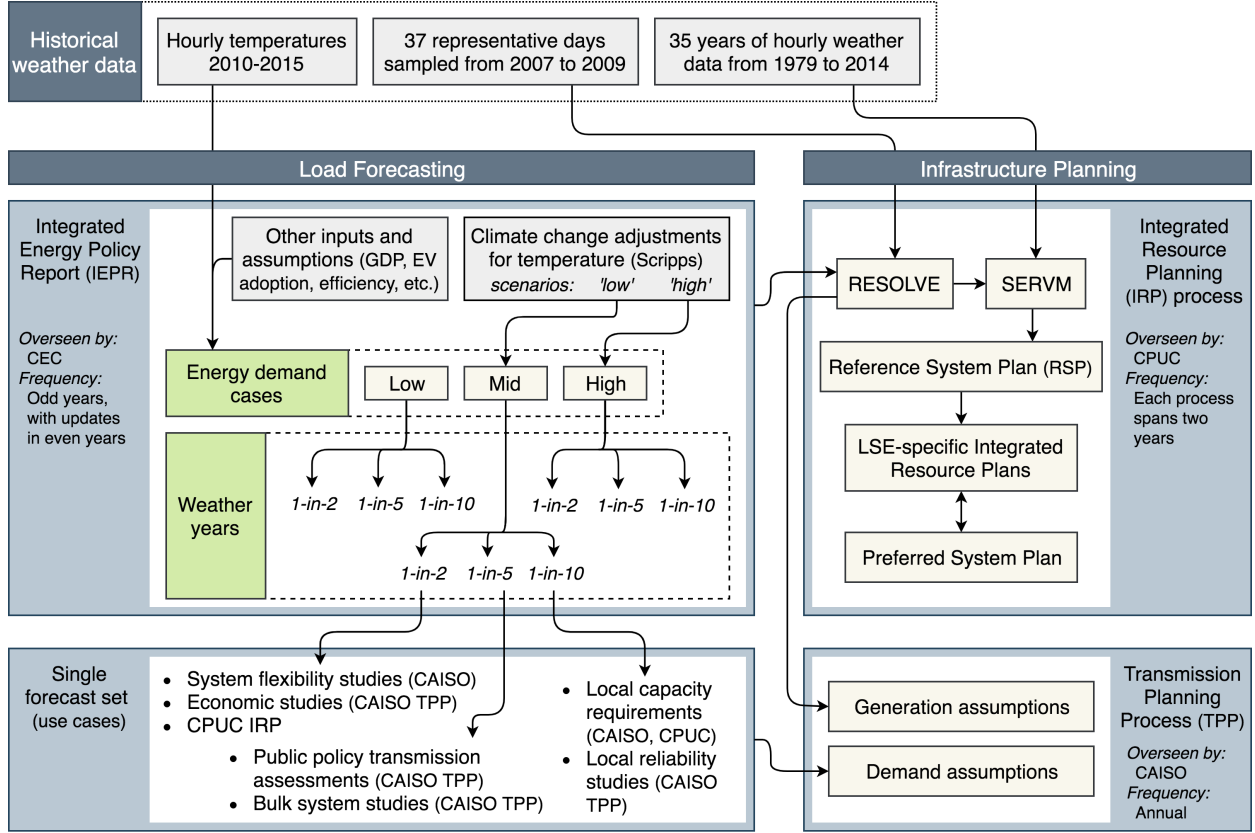 Historical
weather data
Hourly temperatures
2010-2015
37 representative days
sampled from 2007 to 2009
35 years of hourly weather
data from 1979 to 2014
Load Forecasting
Infrastructure Planning
Integrated
Energy Policy
Report (IEPR)
Overseen by:
CEC
Frequency:
Odd years,
with updates
in even years
Other inputs and
assumptions (GDP, EV
adoption, efficiency, etc.)
Climate change adjustments
for temperature (Scripps)
scenarios: 'low' 'high'
Energy demand
cases
Low
Mid
High
Weather
years
1-in-2 1-in-5 1-in-10
1-in-2 1-in-5 1-in-10
1-in-2 1-in-5 1-in-10
RESOLVE
SERVM
Reference System Plan (RSP)
LSE-specific Integrated
Resource Plans
Preferred System Plan
Integrated
Resource
Planning
(IRP) process
Overseen by:
CPUC
Frequency:
Each process
spans two
years
Single
forecast set
(use cases)
• System flexibility studies (CAISO)
• Economic studies (CAISO TPP)
• CPUC IRP
• Public policy transmission
assessments (CAISO TPP)
• Bulk system studies (CAISO TPP)
• Local capacity
requirements
(CAISO, CPUC)
• Local reliability
studies (CAISO
TPP)
Generation assumptions
Demand assumptions
Transmission
Planning
Process (TPP)
Overseen by:
CAISO
Frequency:
Annual